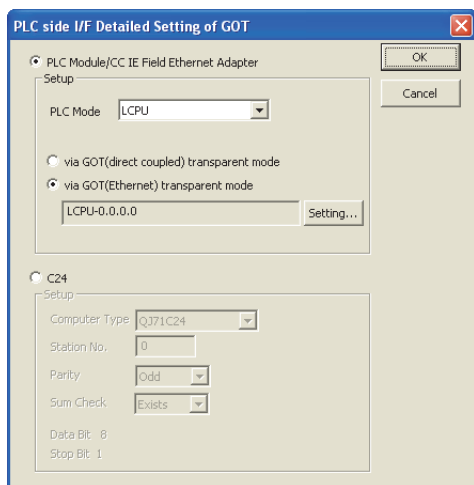 PLC side I/F Detailed Setting of GOT
PLC Module/CC IE Field Ethernet Adapter
OK
Setup
Cancel
PLC Mode LCPU
via GOT(direct coupled) transparent mode
via GOT(Ethernet) transparent mode
LCPU-0.0.0.0 Setting...
C24
Setup
Computer Type QJ71C24
Station No. 0
Parity Odd
Sum Check Exists
Data Bit 8
Stop Bit 1